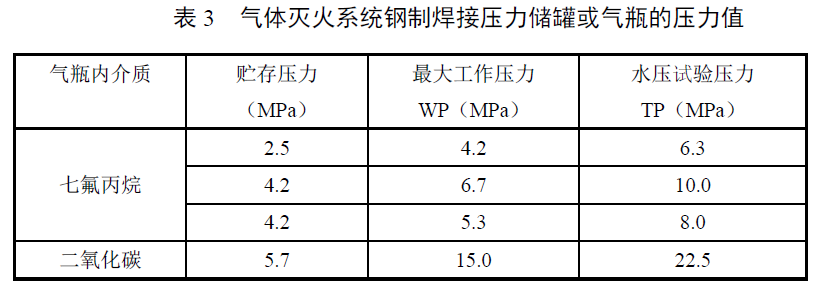 表 3 气体灭火系统钢制焊接压力储罐或气瓶的压力值
气瓶内介质 贮存压力 最大工作压力 水压试验压力
（MPa） WP（MPa） TP（MPa）
2.5 4.2 6.3
七氟丙烷 4.2 6.7 10.0
4.2 5.3 8.0
二氧化碳 5.7 15.0 22.5